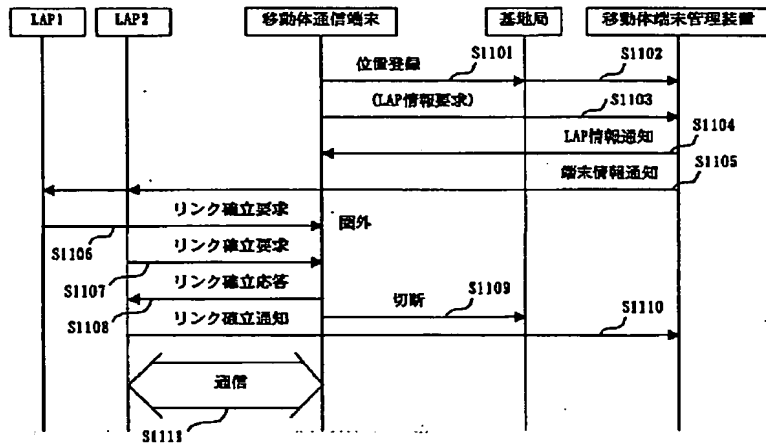 LAP1 LAP2 移動体通信端末 基地局 移動体端末管理装置
位置登録 S1101 S1102
(LAP情報要求) S1103
LAP情報通知 S1104
端末情報通知 S1105
リンク確立要求 圏外
S1106 リンク確立要求
S1107 リンク確立応答 切断 S1109
S1108 リンク確立通知 S1110
通信
S1111